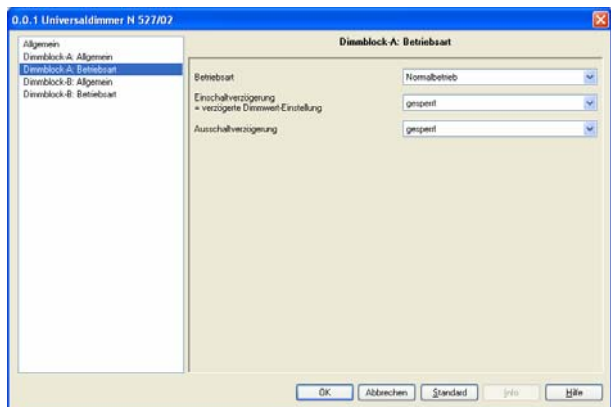 0.0.1 Universaldimmer N 527/02
Allgemein
Dimmblock-A: Allgemein
Dimmblock-A: Betriebsart
Dimmblock-B: Allgemein
Dimmblock-B: Betriebsart
Dimmblock-A: Betriebsart
Betriebsart
Normalbetrieb
Einschaltverzögerung
= verzögerte Dimmwert-Einstellung
gesperrt
Ausschaltverzögerung
gesperrt
OK
Abbrechen
Standard
Info
Hilfe